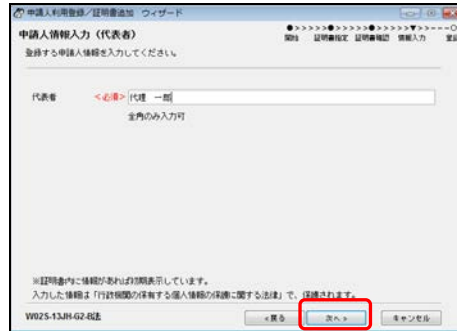 申請人利用登録／証明書追加　ウィザード
申請人情報入力（代表者）
●>>>>>●>>>>>●>>>>>▼>>>---○
開始　証明書指定　証明書確認　情報入力
登録する申請人情報を入力してください。
代表者　<必須>　代理　一郎
全角のみ入力可
※証明書内に情報があれば初期表示しています。
入力した情報は「行政機関の保有する個人情報の保護に関する法律」で、保護されます。
W02S-13JH-G2-B法　<戻る　次へ>　キャンセル